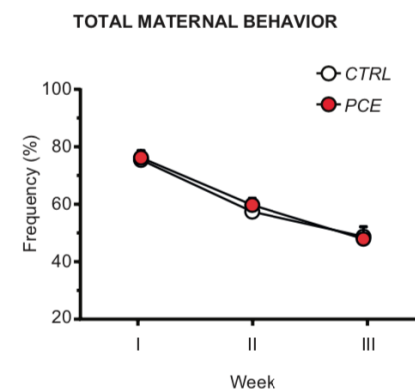 TOTAL MATERNAL BEHAVIOR
CTRL
PCE
Frequency (%)
100
80
60
40
20
I
II
III
Week